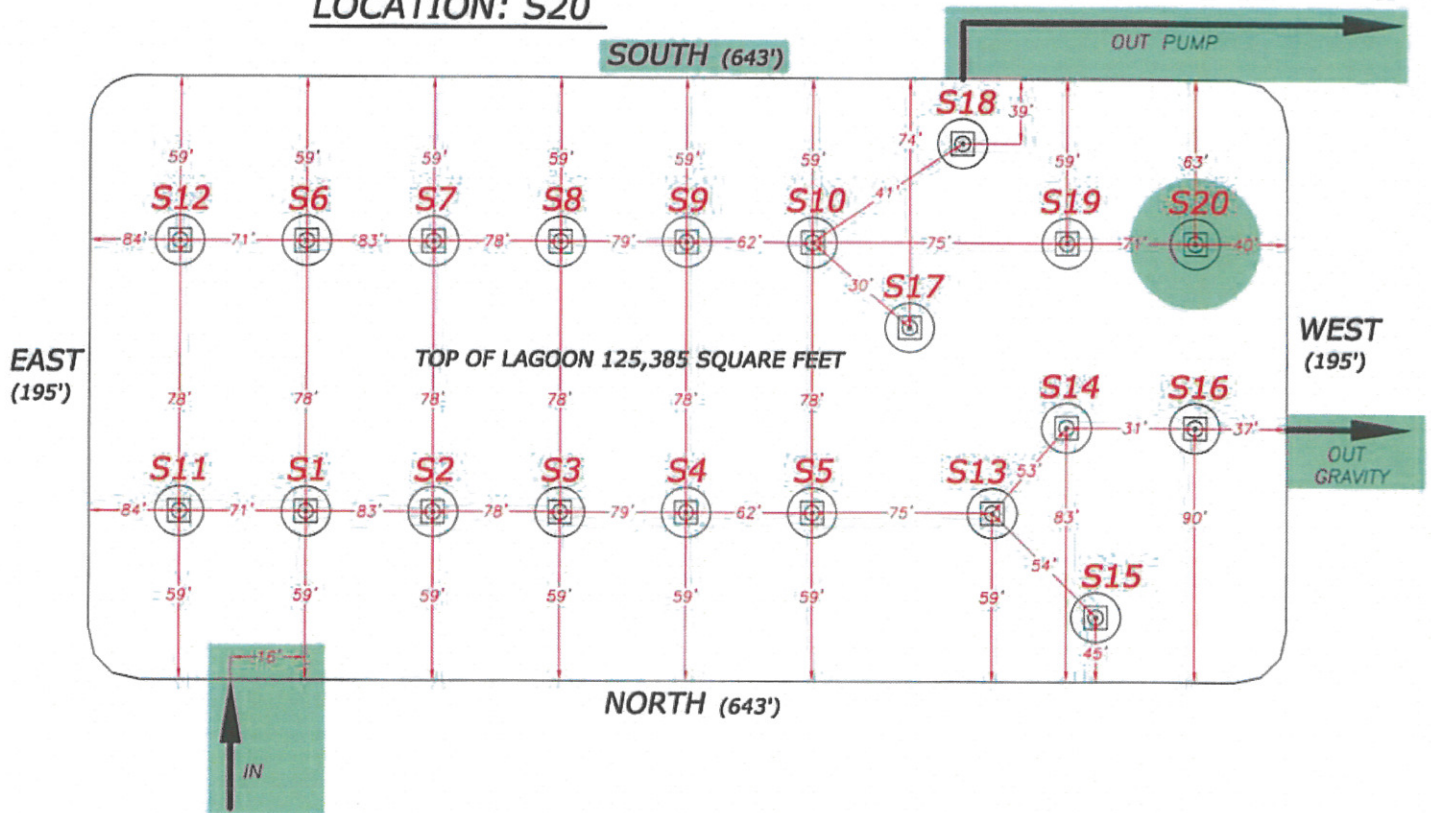 LOCATION: S20
SOUTH (643')
OUT PUMP
S18
39'
74'
59' 59' 59' 59' 59' 59' 59' 63'
S12 S6 S7 S8 S9 S10 S19 S20
41'
84' 71' 83' 78' 79' 62' 75' 71' 40'
30' S17
EAST
(195')
TOP OF LAGOON 125,385 SQUARE FEET
WEST
(195')
78' 78' 78' 78' 78' 78'
S14 S16
31' 37'
OUT
GRAVITY
S11 S1 S2 S3 S4 S5 S13
53'
84' 71' 83' 78' 79' 62' 75'
83' 90'
54' S15
59' 59' 59' 59' 59' 59' 59'
45'
16'
NORTH (643')
IN